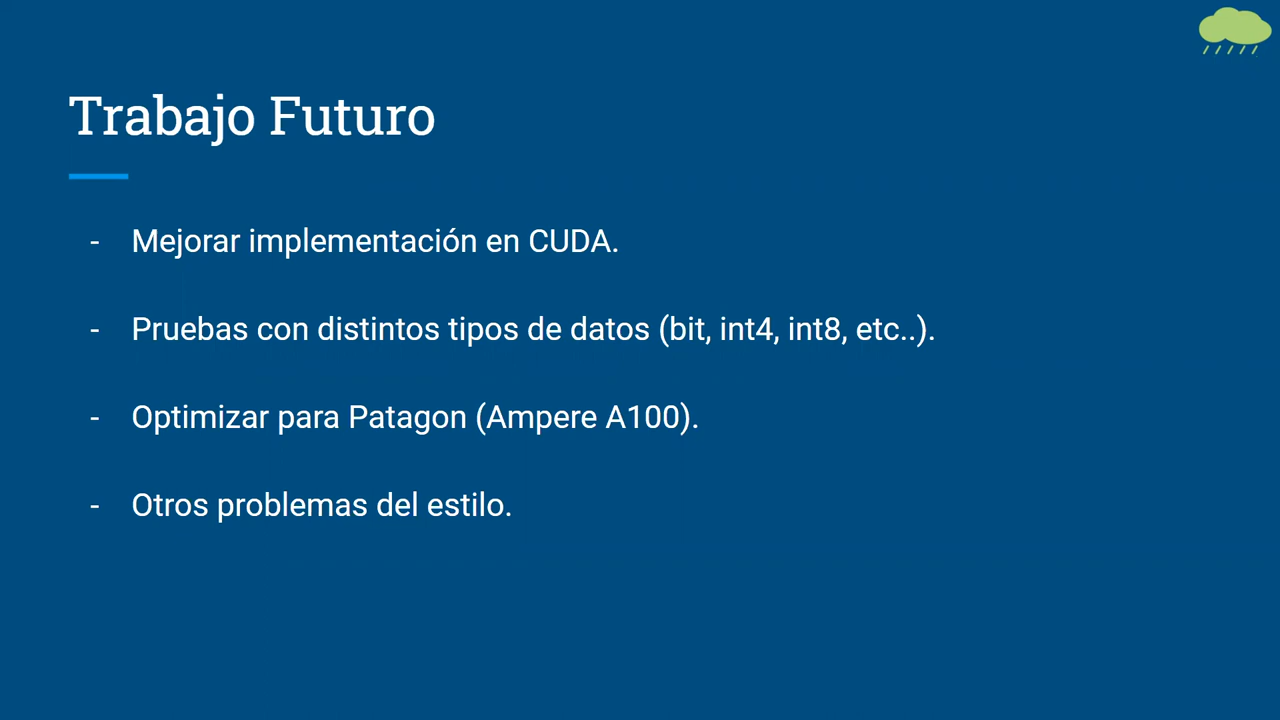 Trabajo Futuro
- Mejorar implementación en CUDA.
- Pruebas con distintos tipos de datos (bit, int4, int8, etc..).
- Optimizar para Patagon (Ampere A100).
- Otros problemas del estilo.